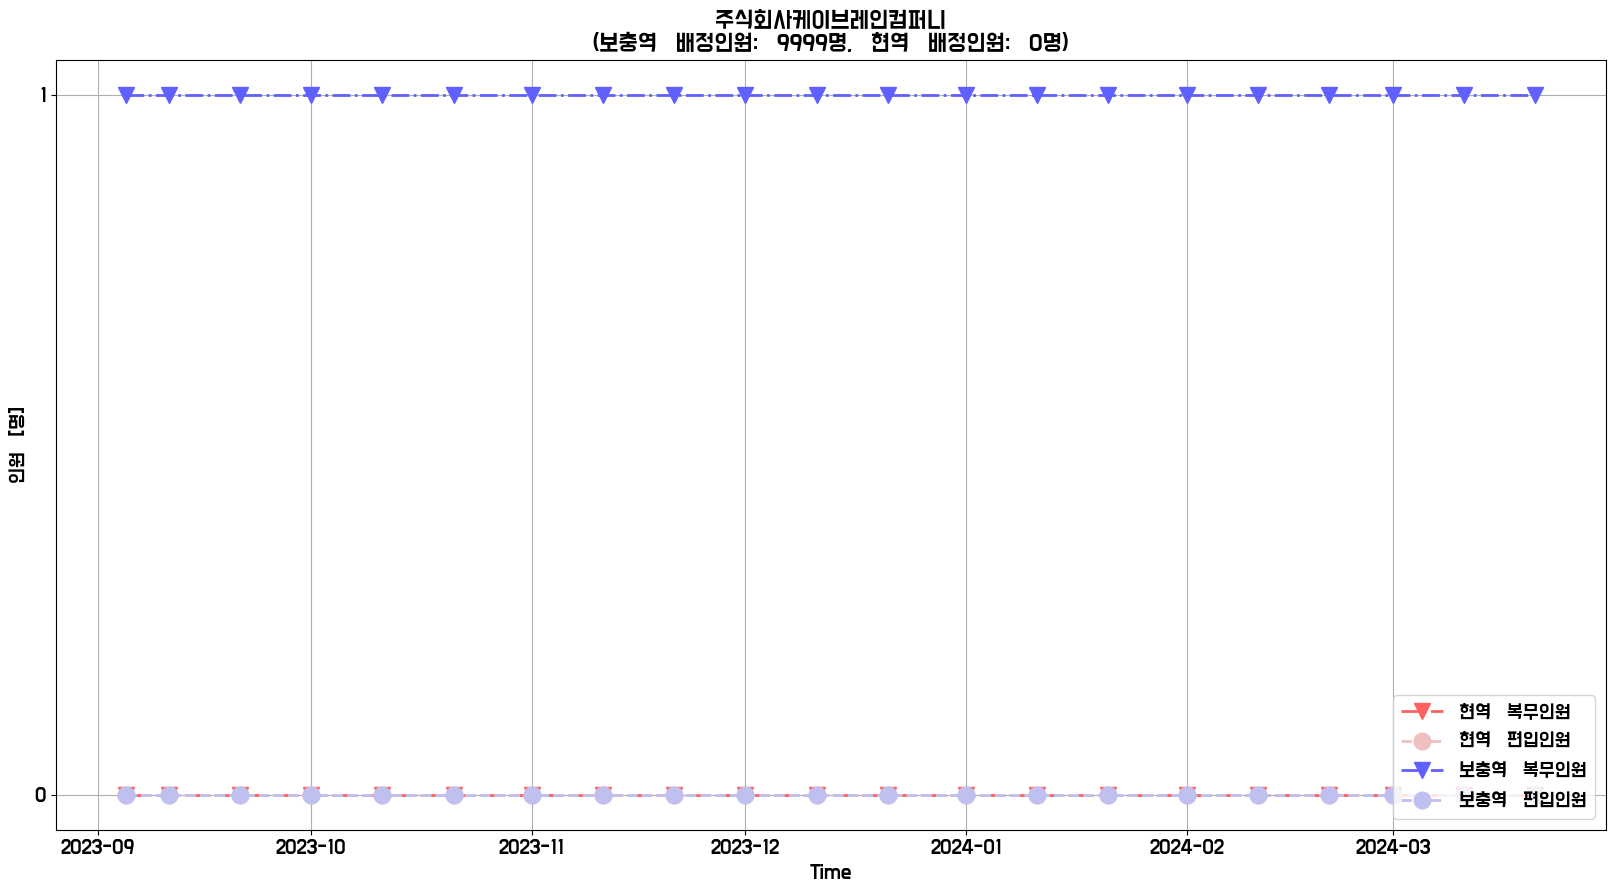 주식회사케이브레인컴퍼니
(보충역 배정인원: 9999명, 현역 배정인원: 0명)
1
인원 [명]
0
현역 복무인원
현역 편입인원
보충역 복무인원
보충역 편입인원
2023-09 2023-10 2023-11 2023-12 2024-01 2024-02 2024-03
Time